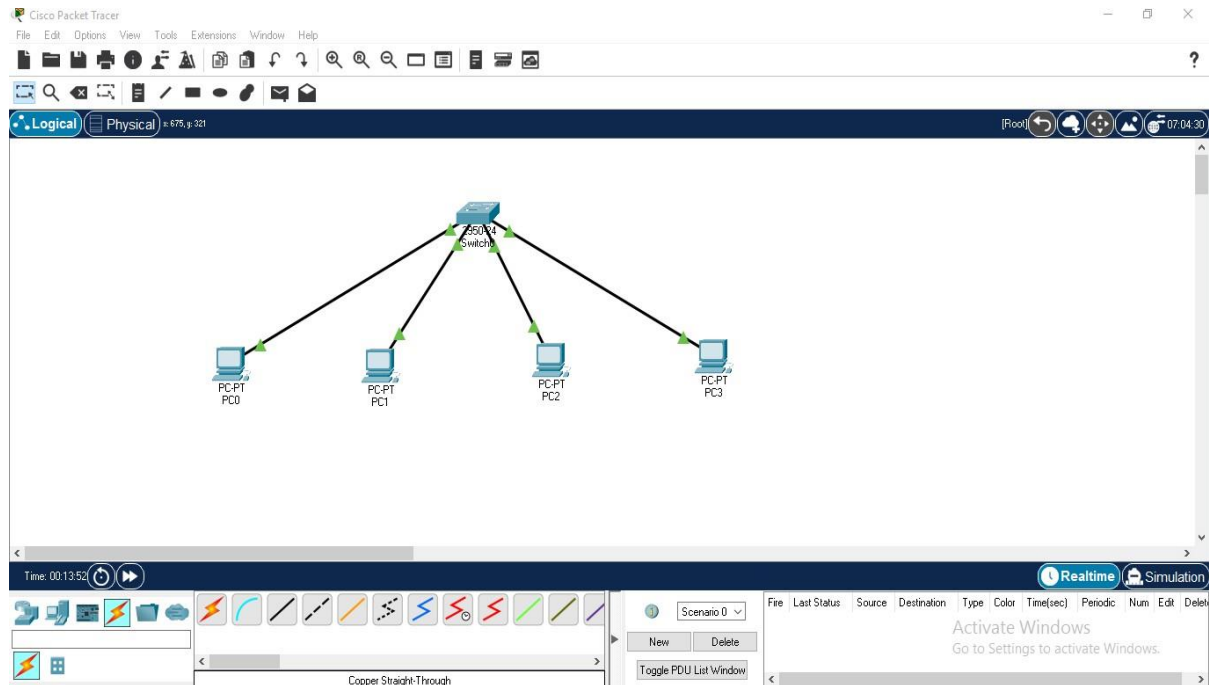 Cisco Packet Tracer
File Edit Options View Tools Extensions Window Help
?
Logical Physical x: 675, y: 321 [Root] 07:04:30
2950-24
Switch0
PC-PT
PC0
PC-PT
PC1
PC-PT
PC2
PC-PT
PC3
Time: 00:13:52 Realtime Simulation
Scenario 0 Fire Last Status Source Destination Type Color Time(sec) Periodic Num Edit Delet
New Delete
Toggle PDU List Window
Activate Windows
Go to Settings to activate Windows.
Copper Straight-Through